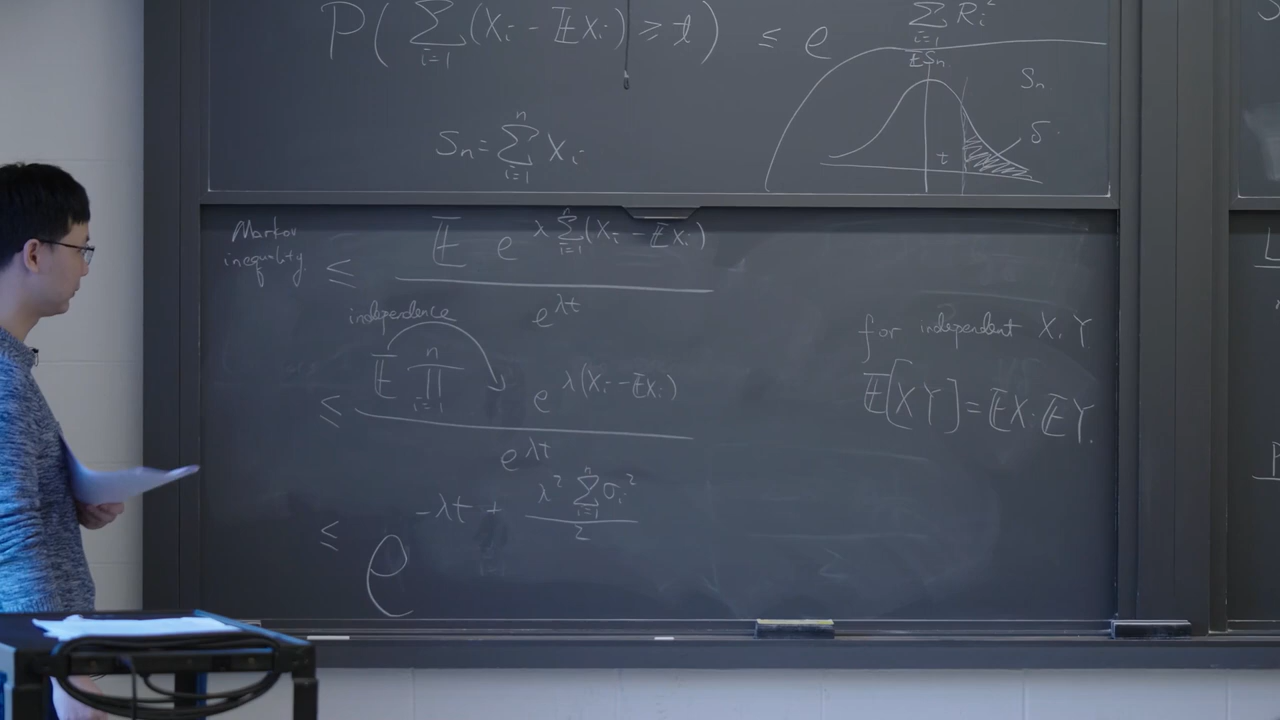 P( ∑_{i=1} (X_i − 𝔼X_i) ≥ t ) ≤ e ∑_{i=1} R_i^2
S_n = ∑_{i=1}^{n} X_i
𝔼S_n
S_n
t
δ
Markov
inequality.
≤ 𝔼 e^{λ ∑_{i=1}^{n} (X_i − 𝔼X_i)} / e^{λt}
independence
≤ 𝔼 ∏_{i=1}^{n} e^{λ(X_i − 𝔼X_i)} / e^{λt}
for independent X, Y
𝔼[XY] = 𝔼X · 𝔼Y.
≤ e^{−λt + λ^2 ∑_{i=1}^{n} σ_i^2 / 2}